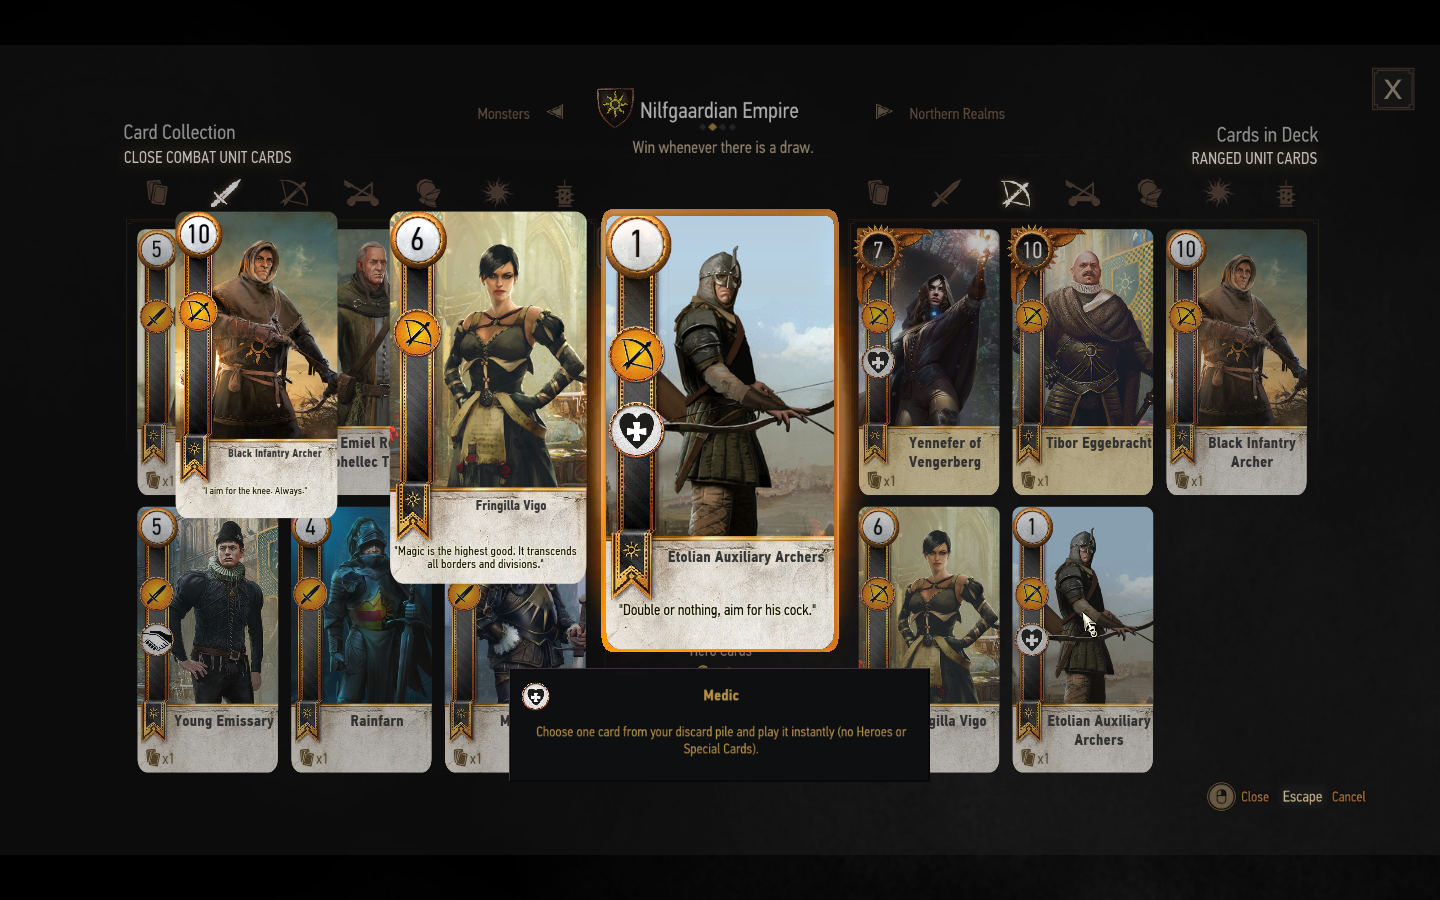 Monsters
Nilfgaardian Empire
Northern Realms
Win whenever there is a draw.
X
Card Collection
CLOSE COMBAT UNIT CARDS
Cards in Deck
RANGED UNIT CARDS
5
10
Black Infantry Archer
"I aim for the knee. Always."
x1
Emiel Re
6
Fringilla Vigo
"Magic is the highest good. It transcends
all borders and divisions."
1
Etolian Auxiliary Archers
"Double or nothing, aim for his cock."
Hero Cards
7
Yennefer of
Vengerberg
x1
10
Tibor Eggebracht
x1
10
Black Infantry
Archer
x1
5
Young Emissary
x1
4
Rainfarn
x1
M
x1
6
gilla Vigo
1
Etolian Auxiliary
Archers
x1
Medic
Choose one card from your discard pile and play it instantly (no Heroes or
Special Cards).
Close
Escape
Cancel